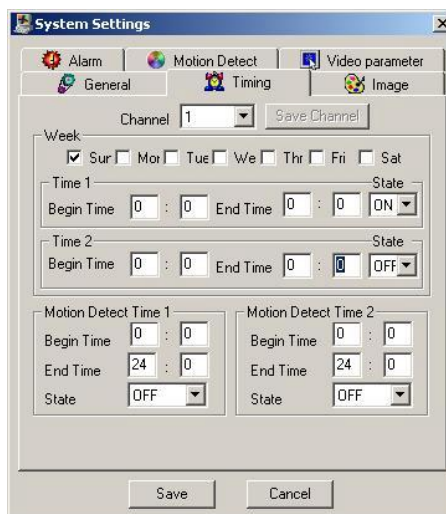 System Settings
Alarm Motion Detect Video parameter
General Timing Image
Channel 1 Save Channel
Week
Sur Mor Tue We Thr Fri Sat
Time 1 State
Begin Time 0 : 0 End Time 0 : 0 ON
Time 2 State
Begin Time 0 : 0 End Time 0 : 0 OFF
Motion Detect Time 1
Begin Time 0 : 0
End Time 24 : 0
State OFF
Motion Detect Time 2
Begin Time 0 : 0
End Time 24 : 0
State OFF
Save Cancel